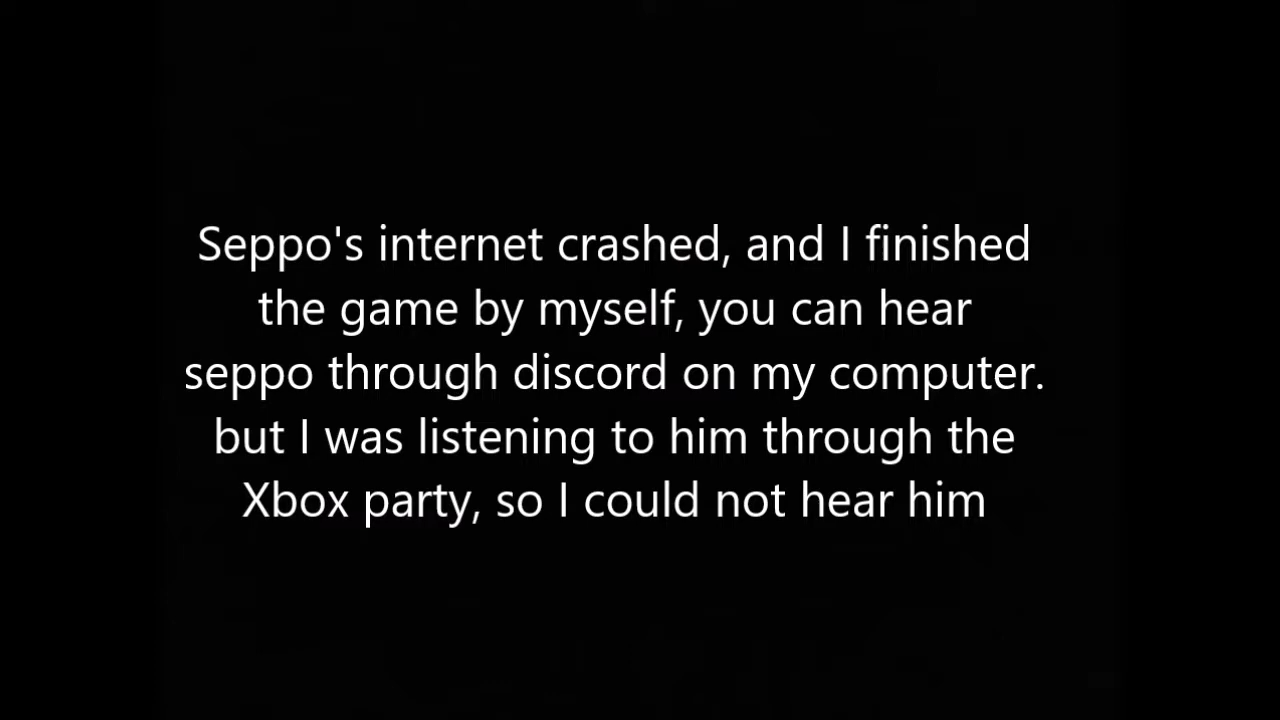 Seppo's internet crashed, and I finished
the game by myself, you can hear
seppo through discord on my computer.
but I was listening to him through the
Xbox party, so I could not hear him